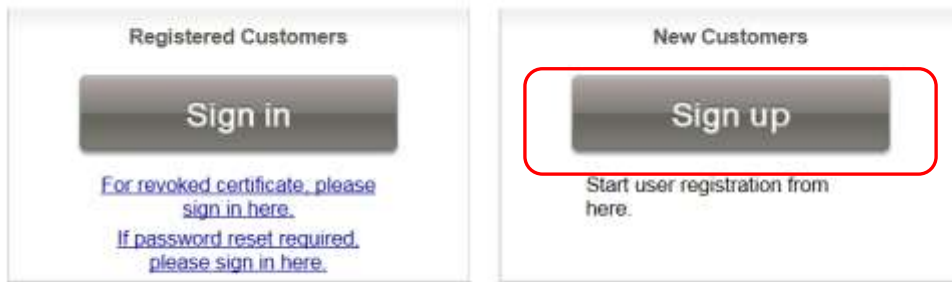 Registered Customers
Sign in
For revoked certificate, please
sign in here.
If password reset required,
please sign in here.
New Customers
Sign up
Start user registration from
here.